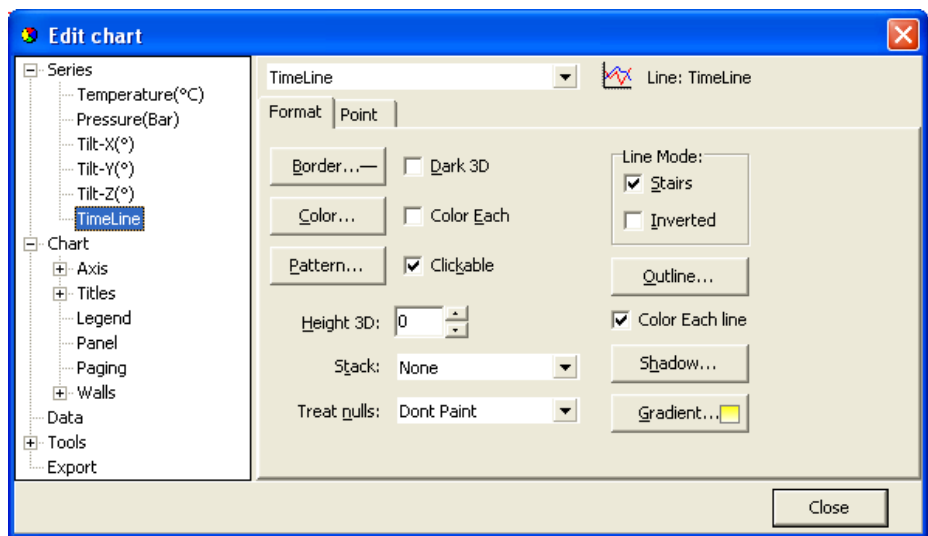 Edit chart
Series
Temperature(°C)
Pressure(Bar)
Tilt-X(°)
Tilt-Y(°)
Tilt-Z(°)
TimeLine
Chart
Axis
Titles
Legend
Panel
Paging
Walls
Data
Tools
Export
TimeLine
Line: TimeLine
Format
Point
Border...
Dark 3D
Color...
Color Each
Pattern...
Clickable
Height 3D: 0
Stack: None
Treat nulls: Dont Paint
Line Mode:
Stairs
Inverted
Outline...
Color Each line
Shadow...
Gradient...
Close